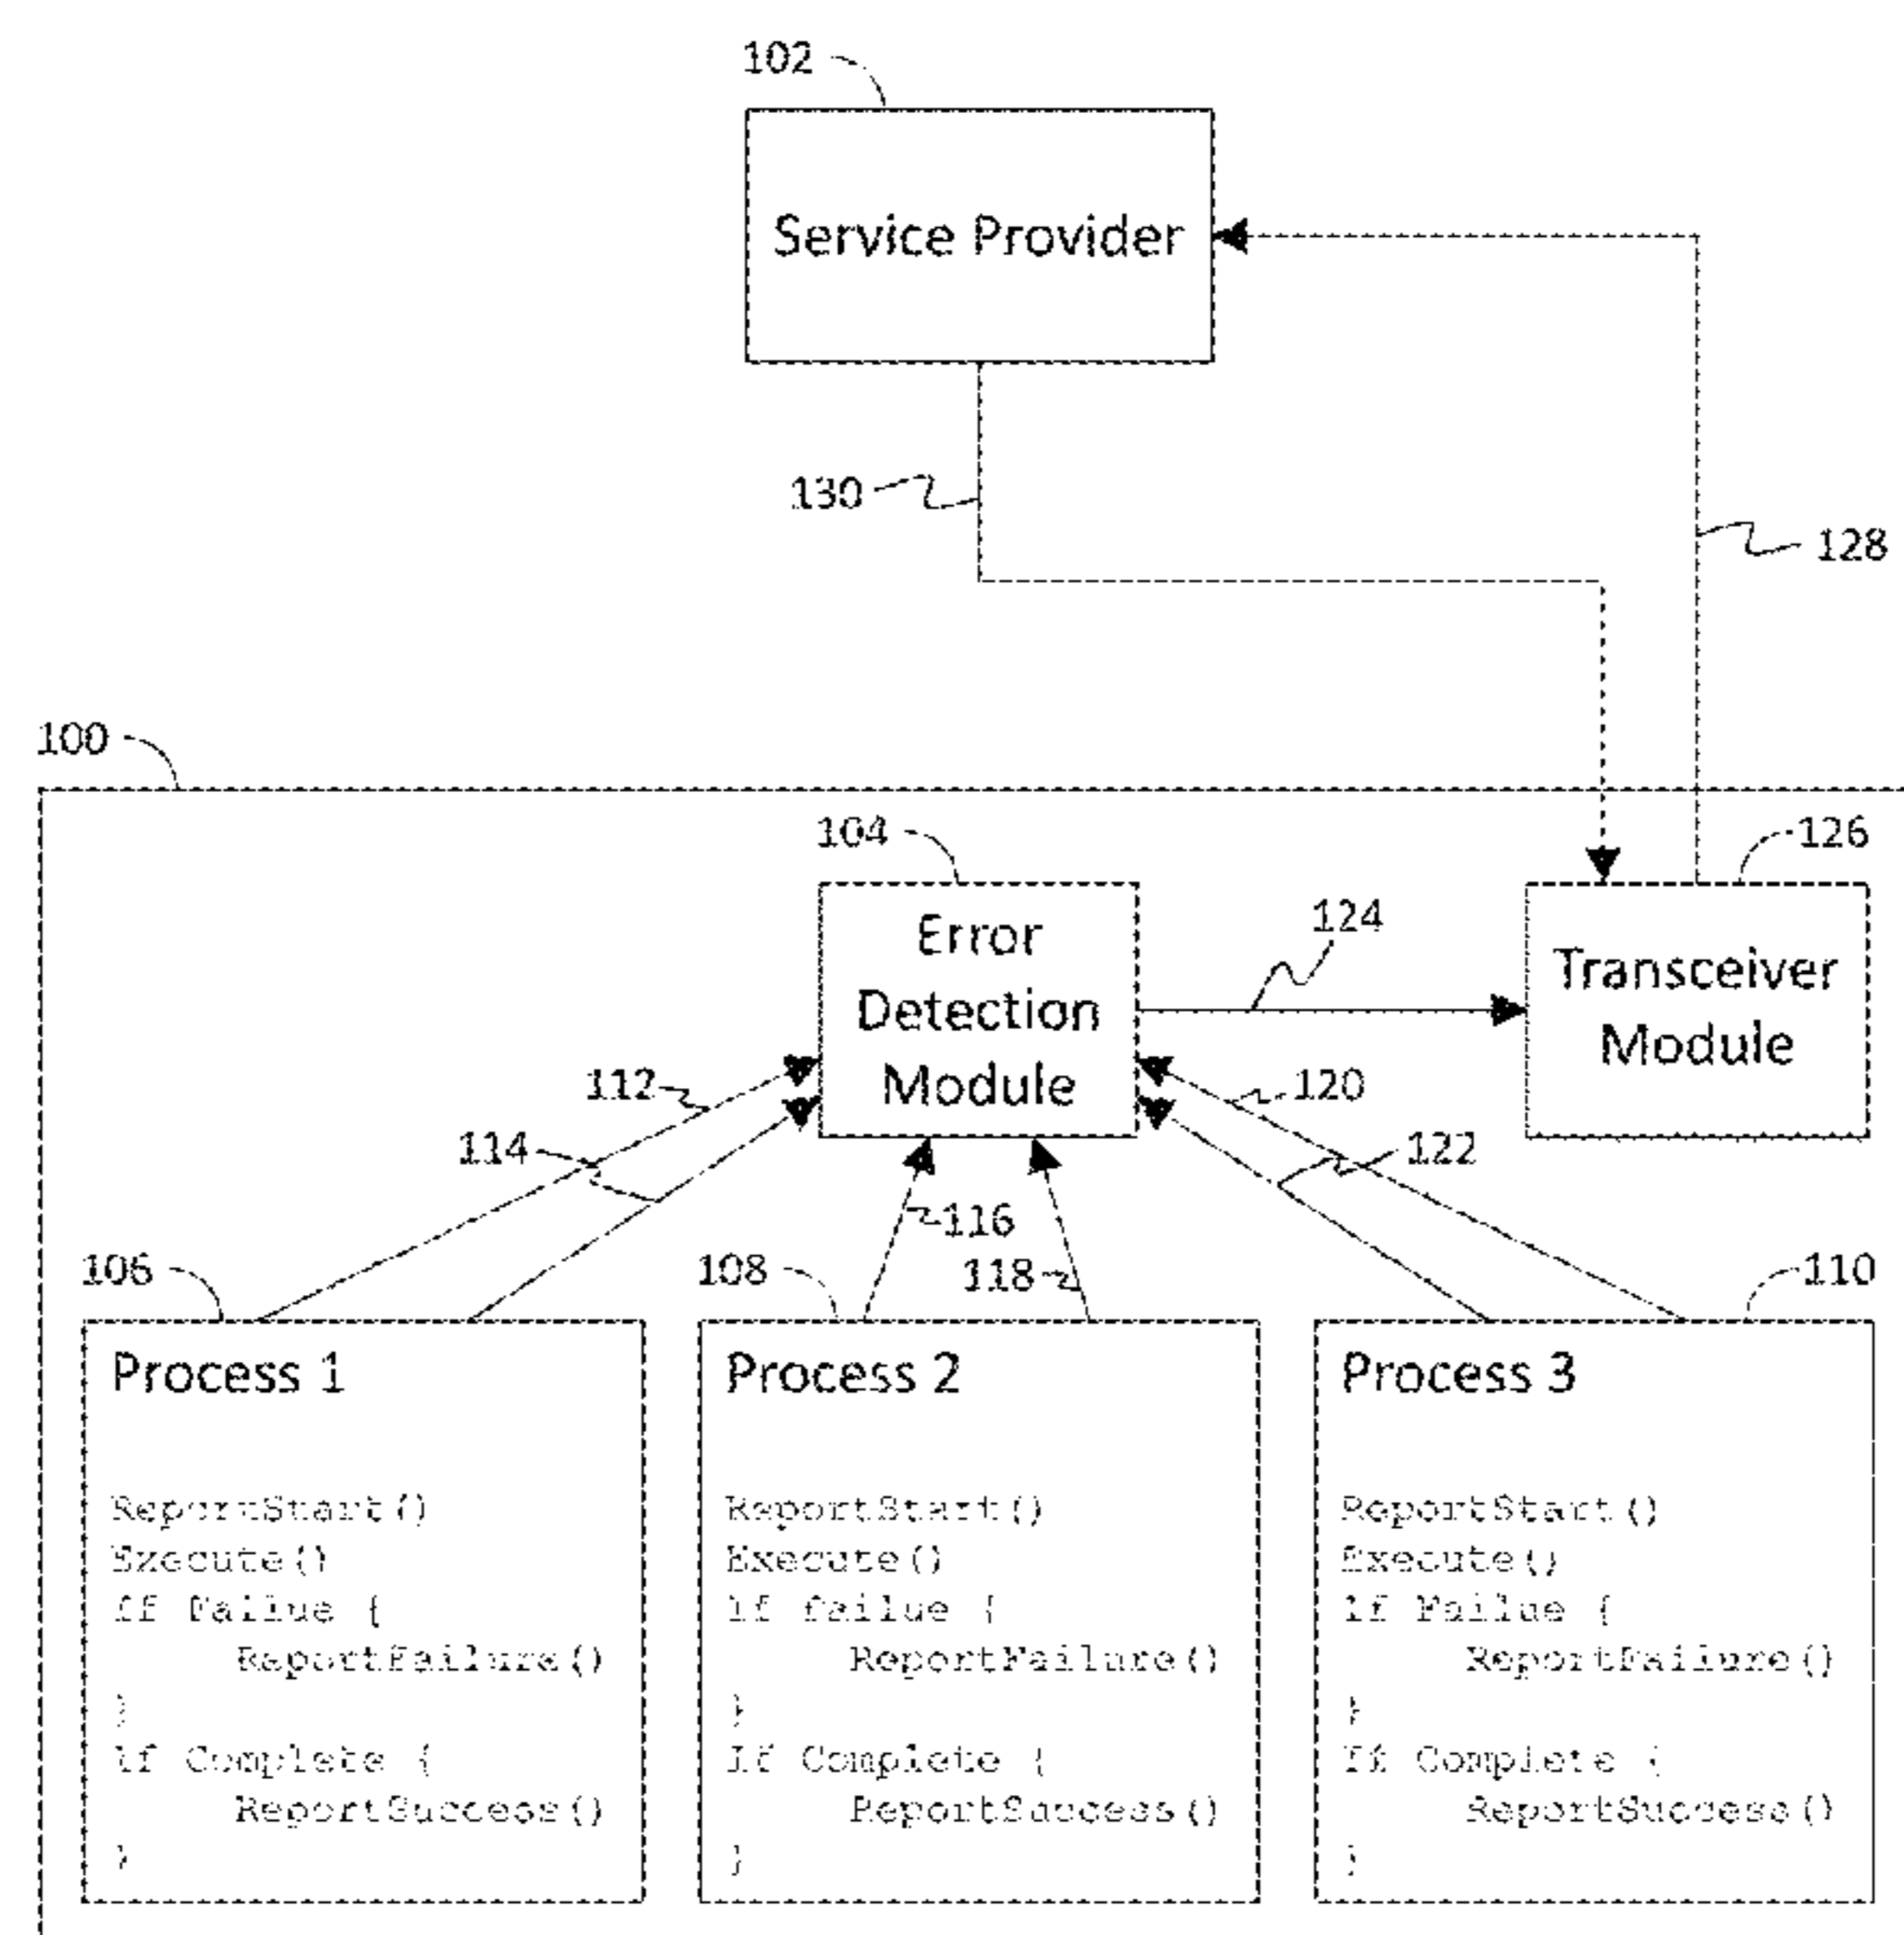 102
Service Provider
130
128
100
104
126
Error
Detection
Module
124
Transceiver
Module
112
120
114
122
116
118
106
108
110
Process 1
ReportStart()
Execute()
if Failue {
ReportFailure()
}
if Complete {
ReportSuccess()
}
Process 2
ReportStart()
Execute()
if failue {
ReportFailure()
}
If Complete {
ReportSuccess()
}
Process 3
ReportStart()
Execute()
if Failue {
ReportFailure()
}
If Complete {
ReportSuccess()
}